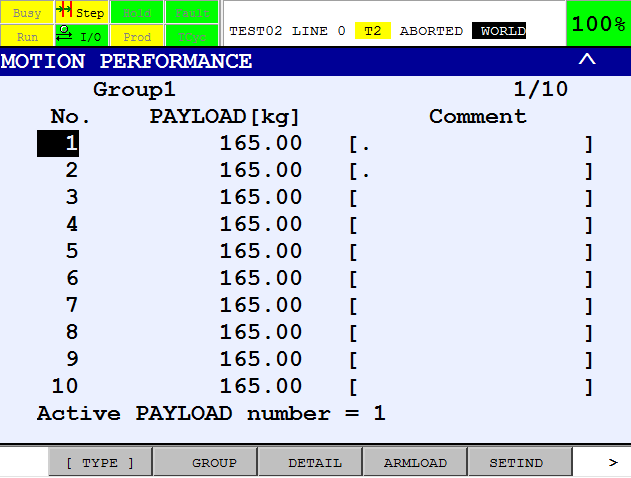 Busy Step Hold Fault
Run I/O Prod TCyc
TEST02 LINE 0 T2 ABORTED WORLD
100%
MOTION PERFORMANCE
Group1 1/10
No. PAYLOAD[kg] Comment
1 165.00 [. ]
2 165.00 [. ]
3 165.00 [ ]
4 165.00 [ ]
5 165.00 [ ]
6 165.00 [ ]
7 165.00 [ ]
8 165.00 [ ]
9 165.00 [ ]
10 165.00 [ ]
Active PAYLOAD number = 1
[ TYPE ] GROUP DETAIL ARMLOAD SETIND >